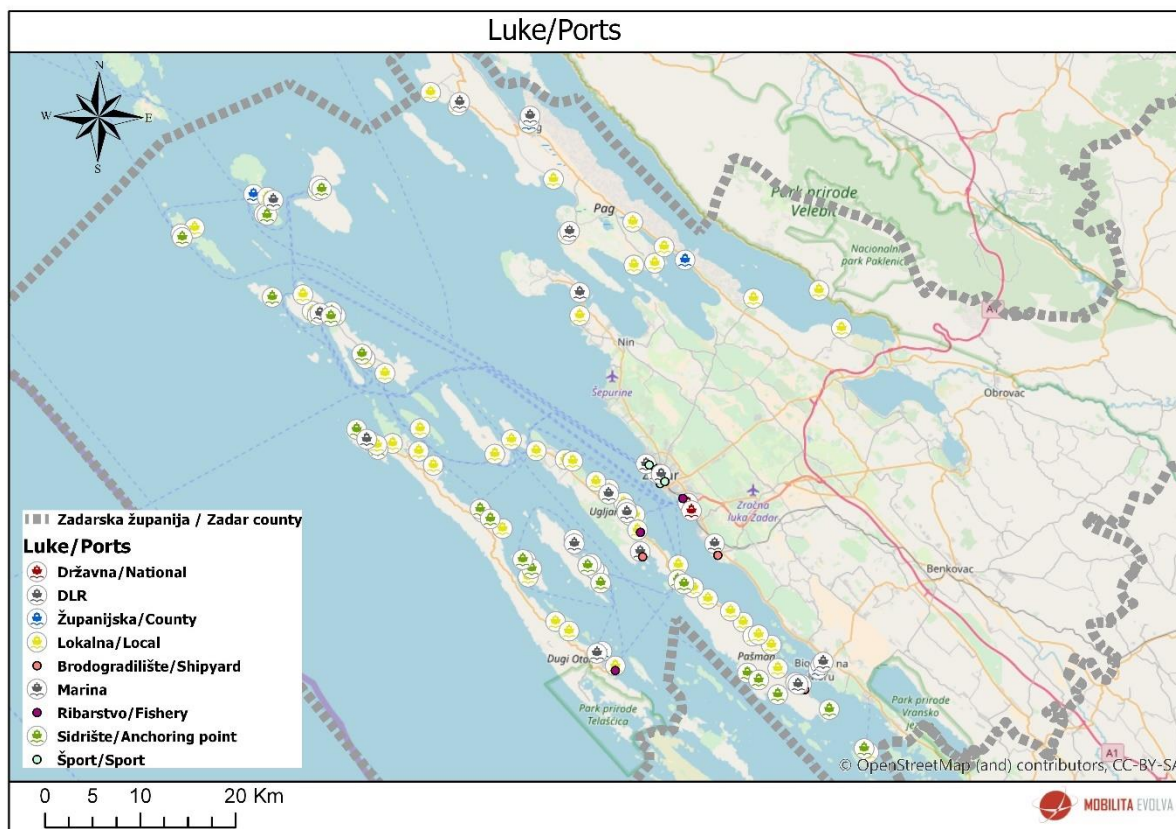 Luke/Ports
N
W
E
S
Pag
Park prirode
Velebit
Nacionalni
park Paklenica
A1
Nin
Šepurine
Obrovac
Zračna
luka Zadar
Ugljan
Benkovac
Dugi Otok
Pašman
Park prirode
Telašćica
Park prirode
Vransko
Zadarska županija / Zadar county
Luke/Ports
Državna/National
DLR
Županijska/County
Lokalna/Local
Brodogradilište/Shipyard
Marina
Ribarstvo/Fishery
Sidrište/Anchoring point
Šport/Sport
A1
© OpenStreetMap (and) contributors, CC-BY-SA
0 5 10 20 Km
MOBILITA EVOLVA